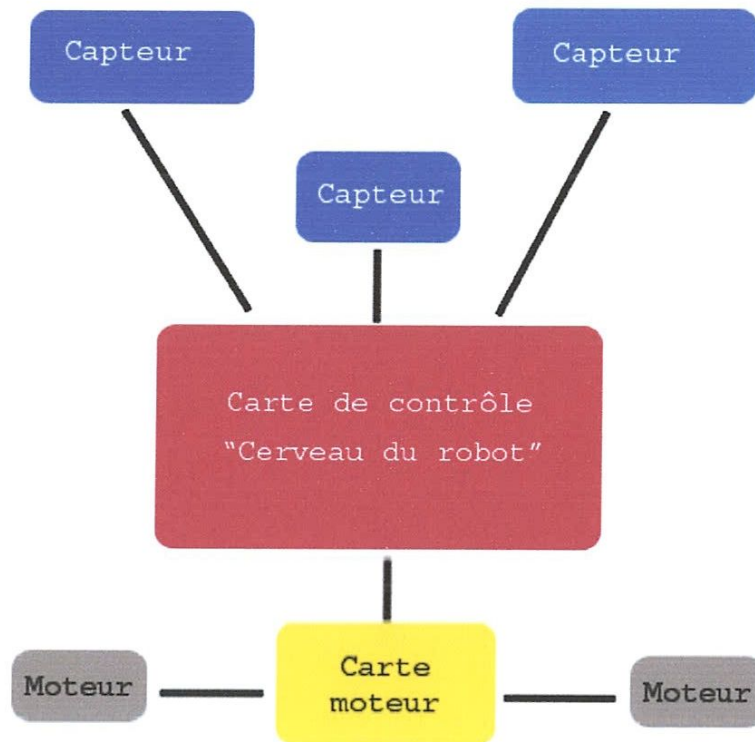 Capteur
Capteur
Capteur
Carte de contrôle
“Cerveau du robot”
Carte
moteur
Moteur
Moteur